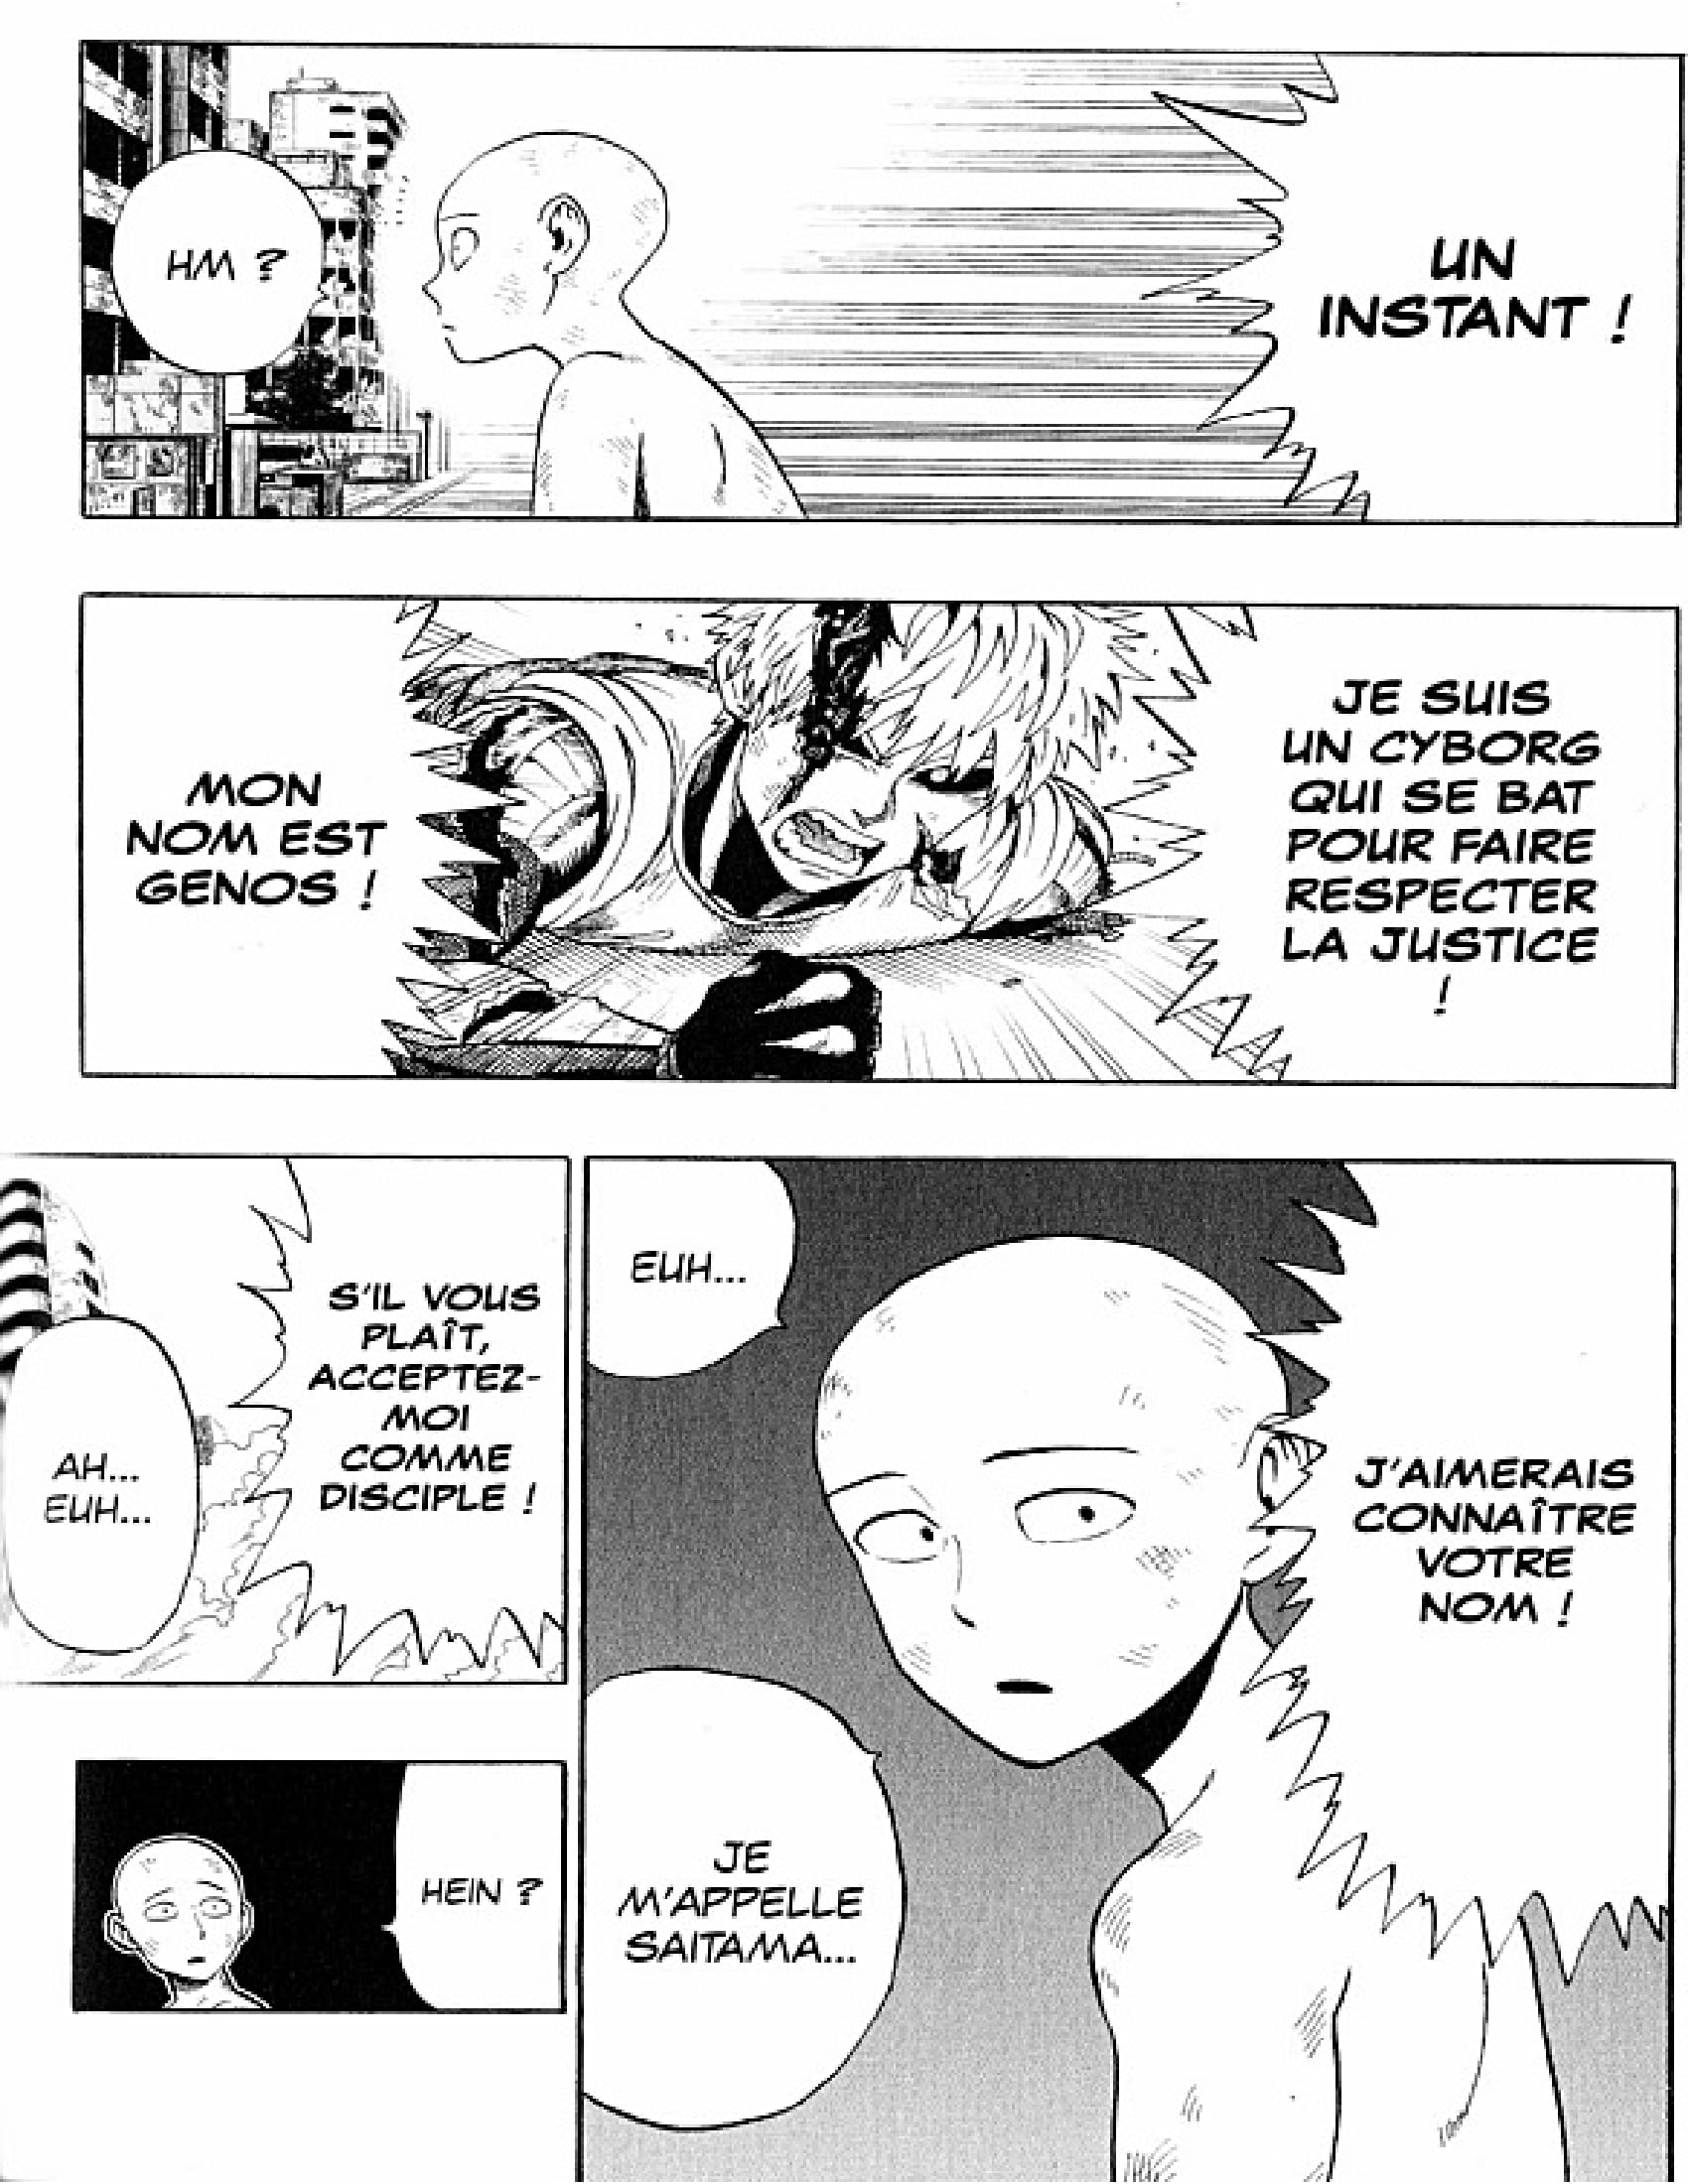 UN
INSTANT !
HM ?
JE SUIS
UN CYBORG
QUI SE BAT
POUR FAIRE
RESPECTER
LA JUSTICE
!
MON
NOM EST
GENOS !
J'AIMERAIS
CONNAÎTRE
VOTRE
NOM !
EUH...
JE
M'APPELLE
SAITAMA...
S'IL VOUS
PLAÎT,
ACCEPTEZ-
MOI
COMME
DISCIPLE !
AH...
EUH...
HEIN ?